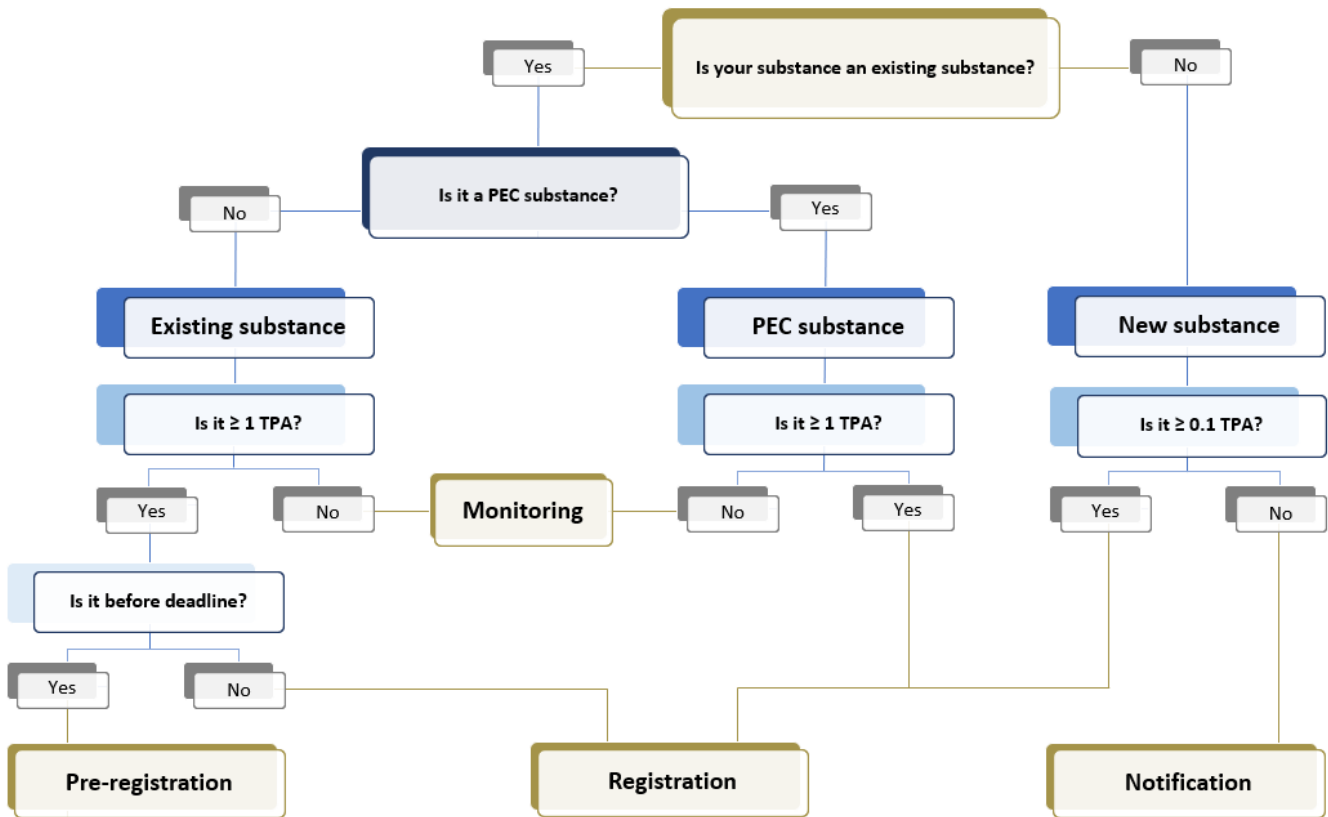 Is your substance an existing substance?
Yes
No
Is it a PEC substance?
No
Yes
Existing substance
PEC substance
New substance
Is it ≥ 1 TPA?
Is it ≥ 1 TPA?
Is it ≥ 0.1 TPA?
Yes
No
Monitoring
No
Yes
Yes
No
Is it before deadline?
Yes
No
Pre-registration
Registration
Notification